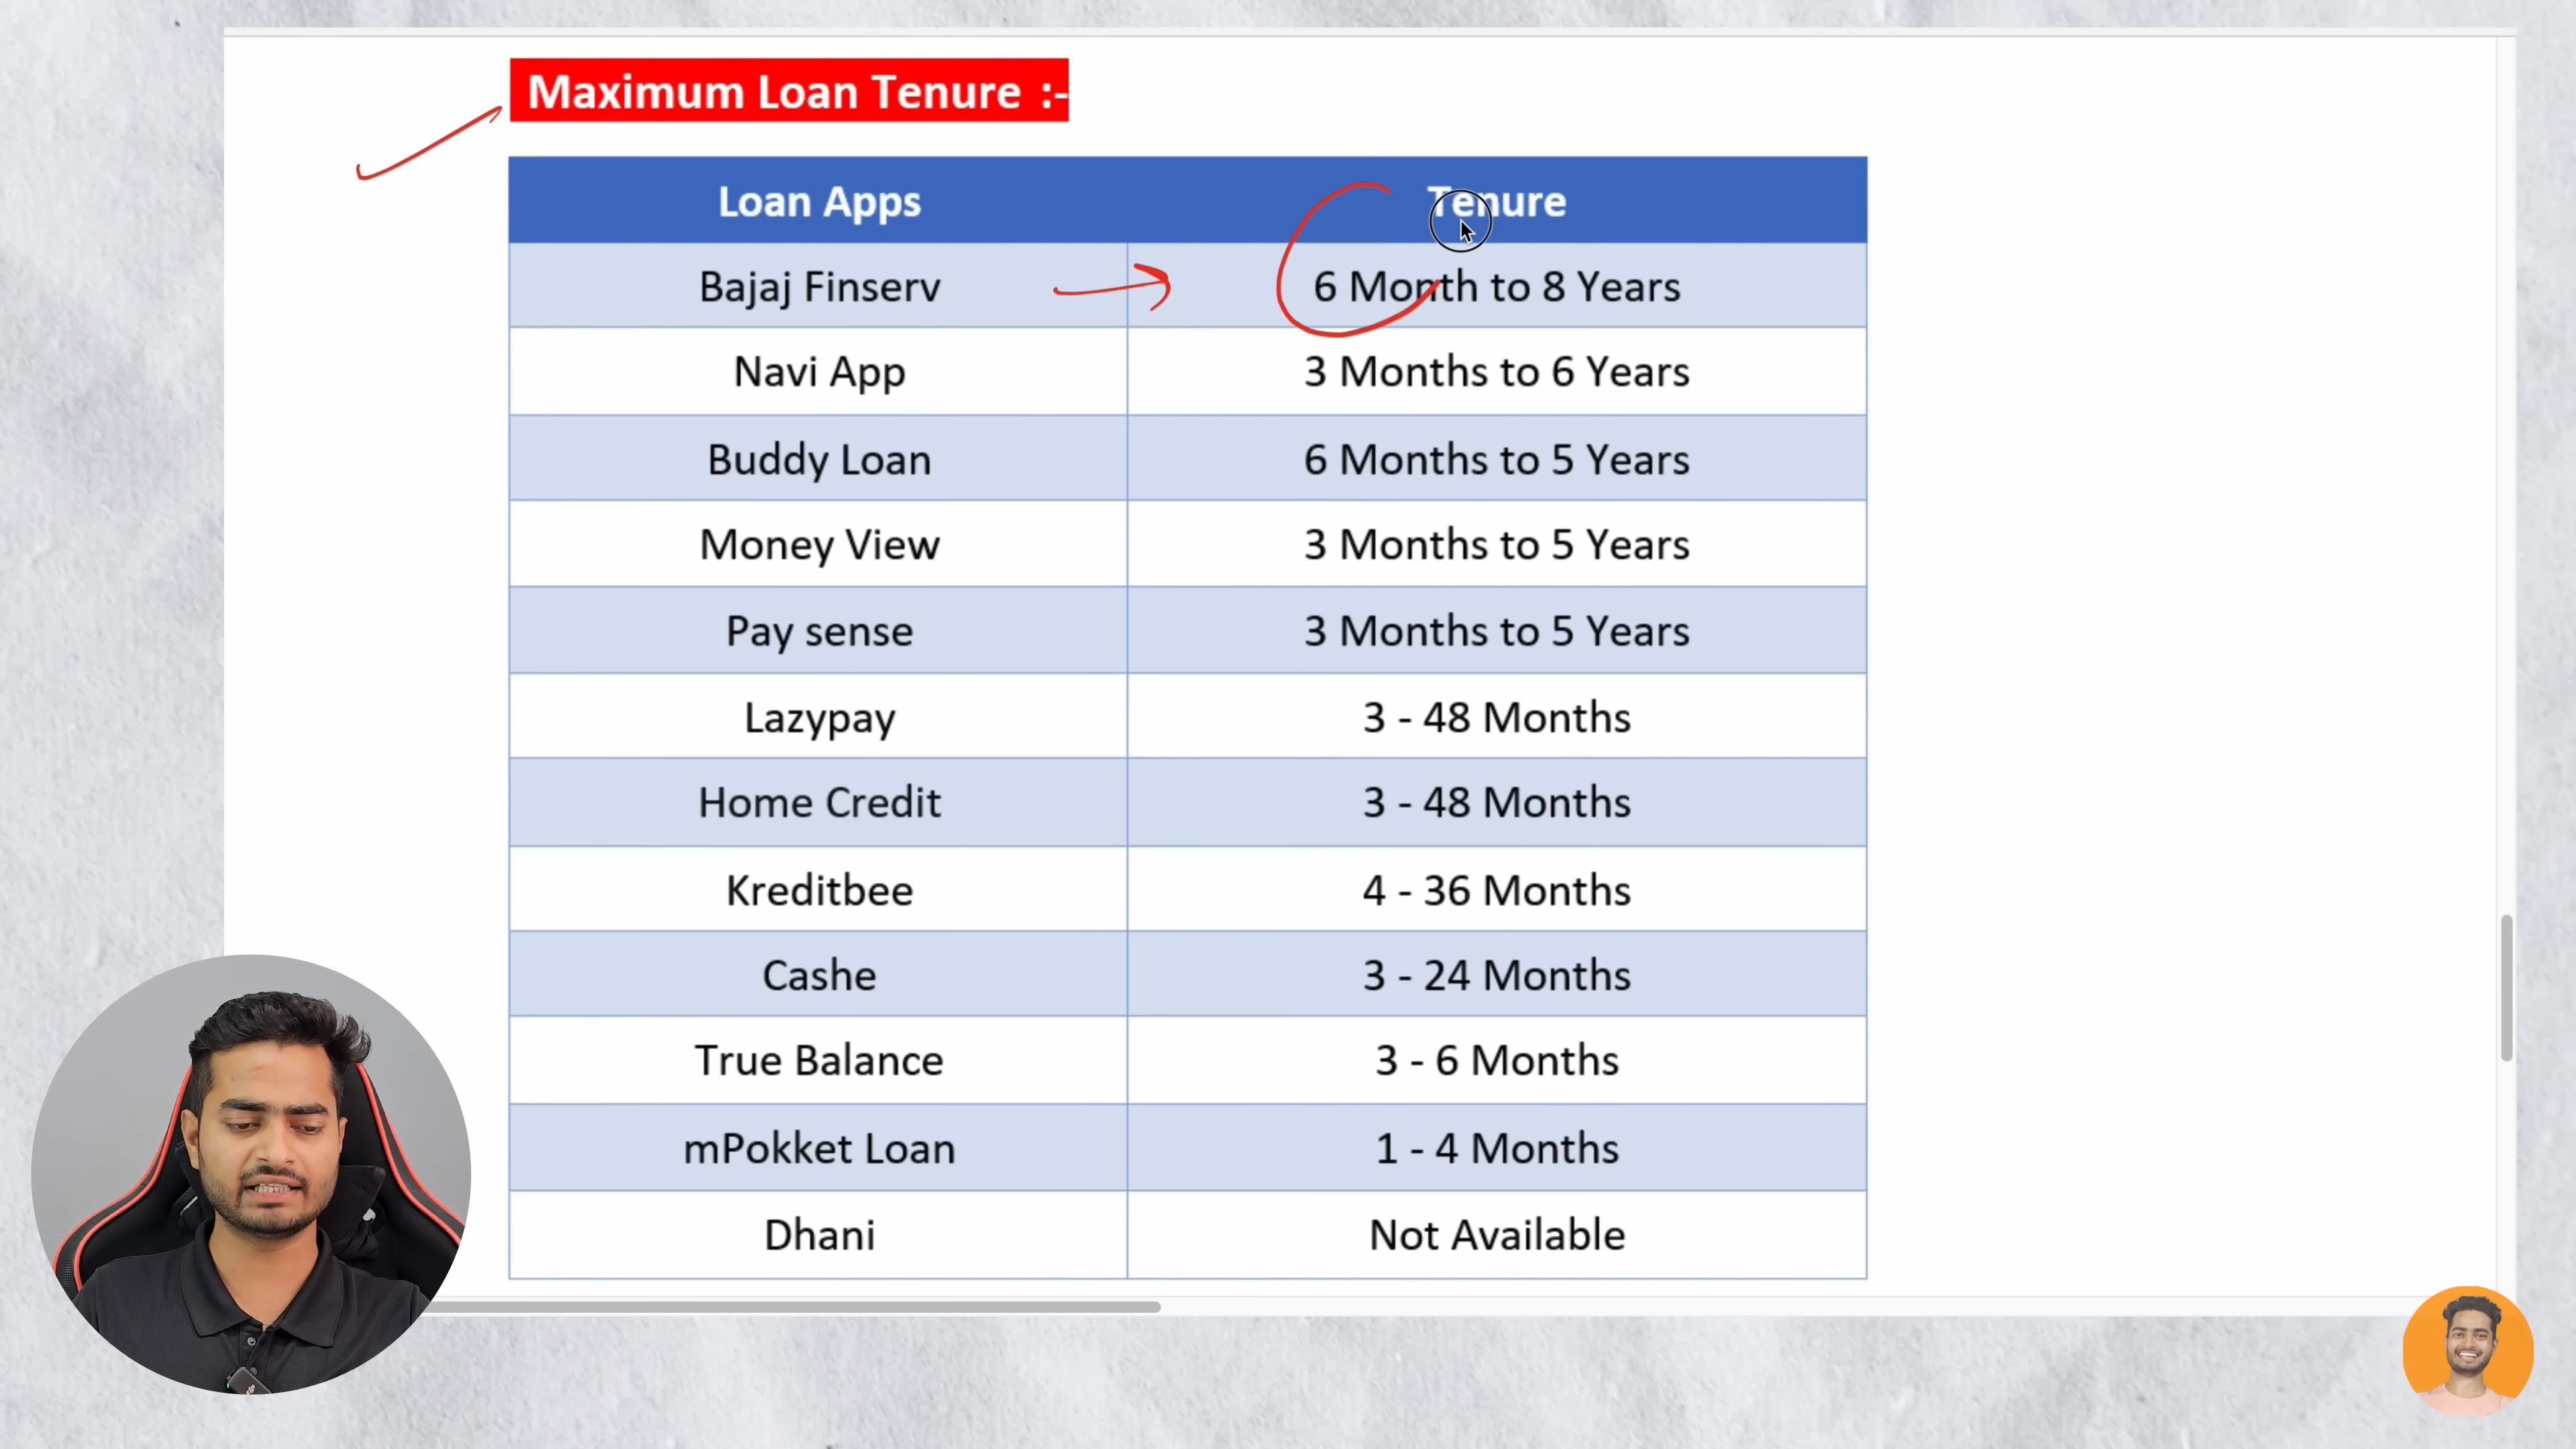 Maximum Loan Tenure :-
Loan Apps Tenure
Bajaj Finserv 6 Month to 8 Years
Navi App 3 Months to 6 Years
Buddy Loan 6 Months to 5 Years
Money View 3 Months to 5 Years
Pay sense 3 Months to 5 Years
Lazypay 3 - 48 Months
Home Credit 3 - 48 Months
Kreditbee 4 - 36 Months
Cashe 3 - 24 Months
True Balance 3 - 6 Months
mPokket Loan 1 - 4 Months
Dhani Not Available